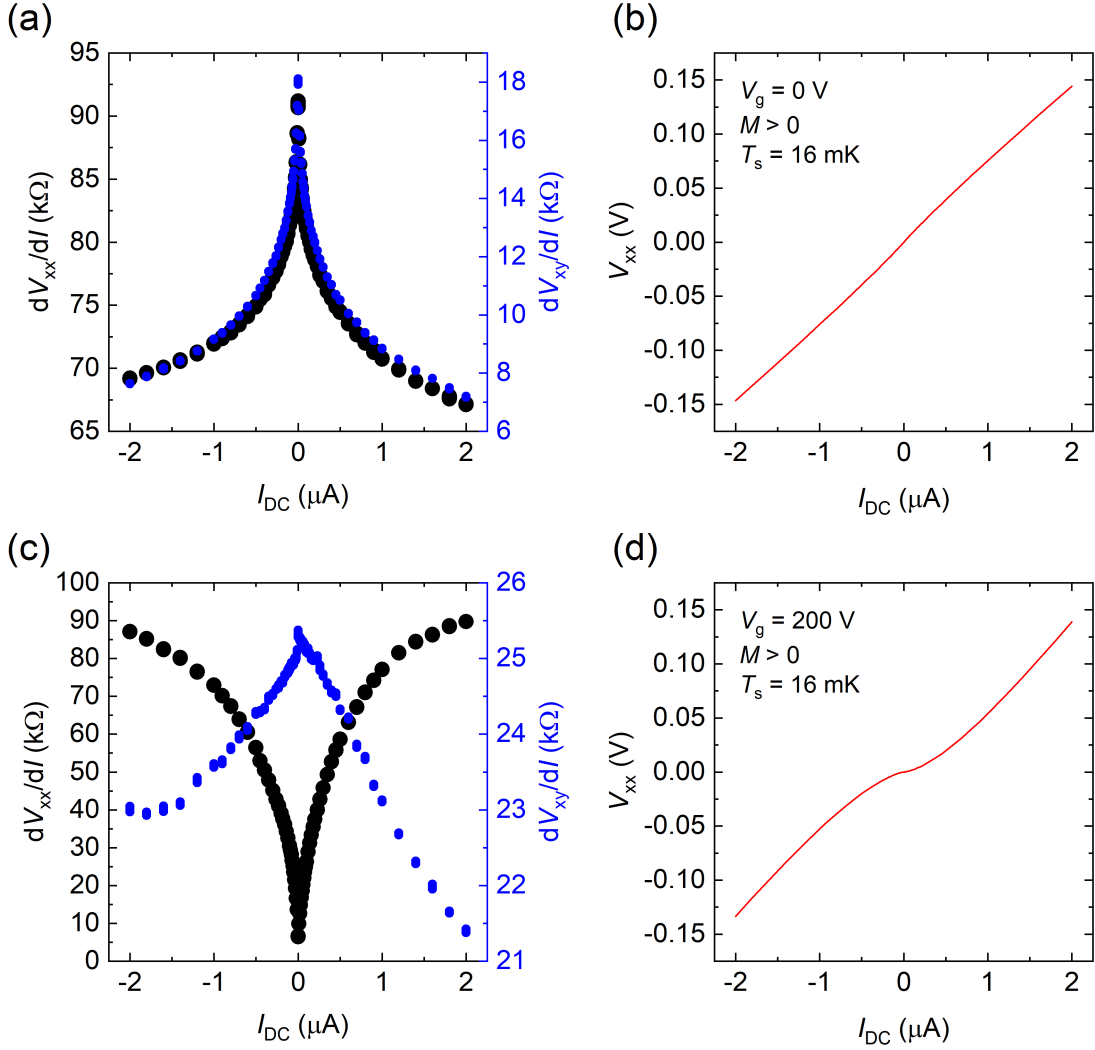 (a)
95
90
85
80
75
70
65
dVxx/dI (kΩ)
18
16
14
12
10
8
6
dVxy/dI (kΩ)
-2 -1 0 1 2
IDC (μA)
(b)
0.15
0.10
0.05
0.00
-0.05
-0.10
-0.15
Vxx (V)
Vg = 0 V
M > 0
Ts = 16 mK
-2 -1 0 1 2
IDC (μA)
(c)
100
90
80
70
60
50
40
30
20
10
0
dVxx/dI (kΩ)
26
25
24
23
22
21
dVxy/dI (kΩ)
-2 -1 0 1 2
IDC (μA)
(d)
0.15
0.10
0.05
0.00
-0.05
-0.10
-0.15
Vxx (V)
Vg = 200 V
M > 0
Ts = 16 mK
-2 -1 0 1 2
IDC (μA)